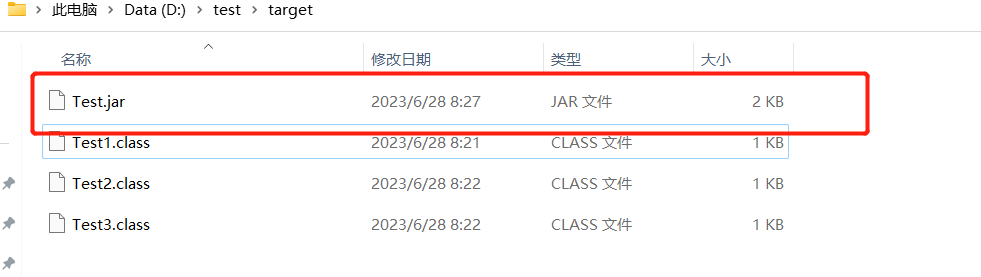 此电脑 > Data (D:) > test > target
名称 修改日期 类型 大小
Test.jar 2023/6/28 8:27 JAR 文件 2 KB
Test1.class 2023/6/28 8:21 CLASS 文件 1 KB
Test2.class 2023/6/28 8:22 CLASS 文件 1 KB
Test3.class 2023/6/28 8:22 CLASS 文件 1 KB